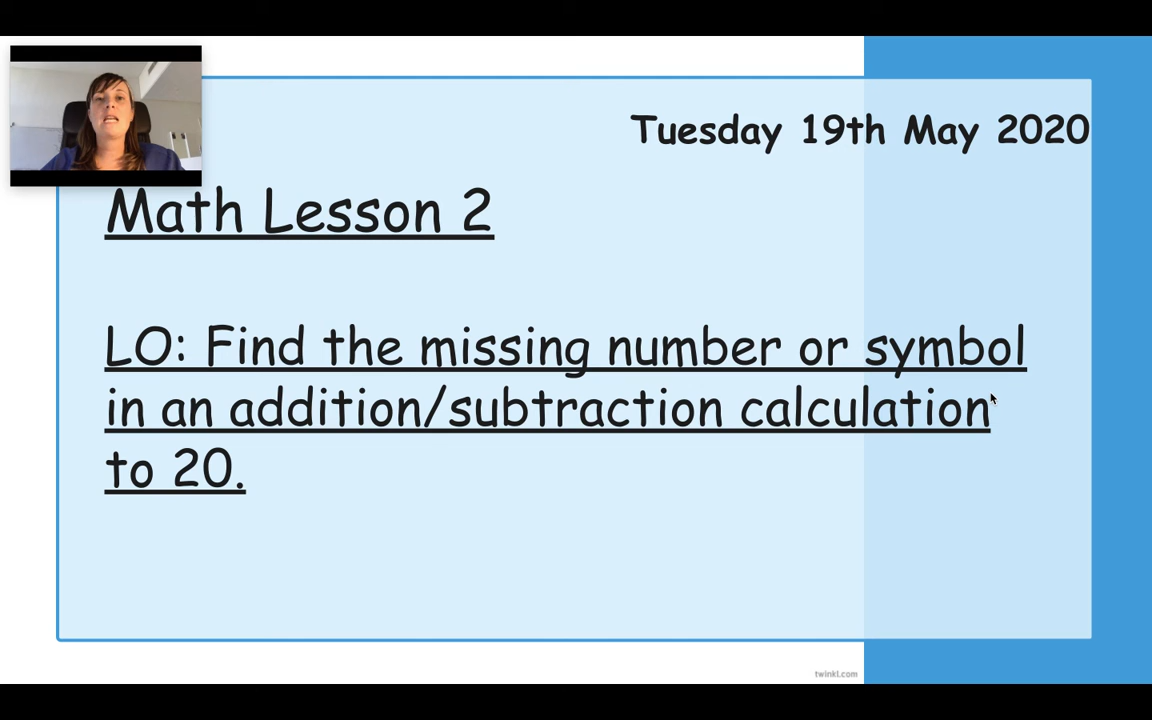 Tuesday 19th May 2020
Math Lesson 2
LO: Find the missing number or symbol
in an addition/subtraction calculation
to 20.
twinkl.com